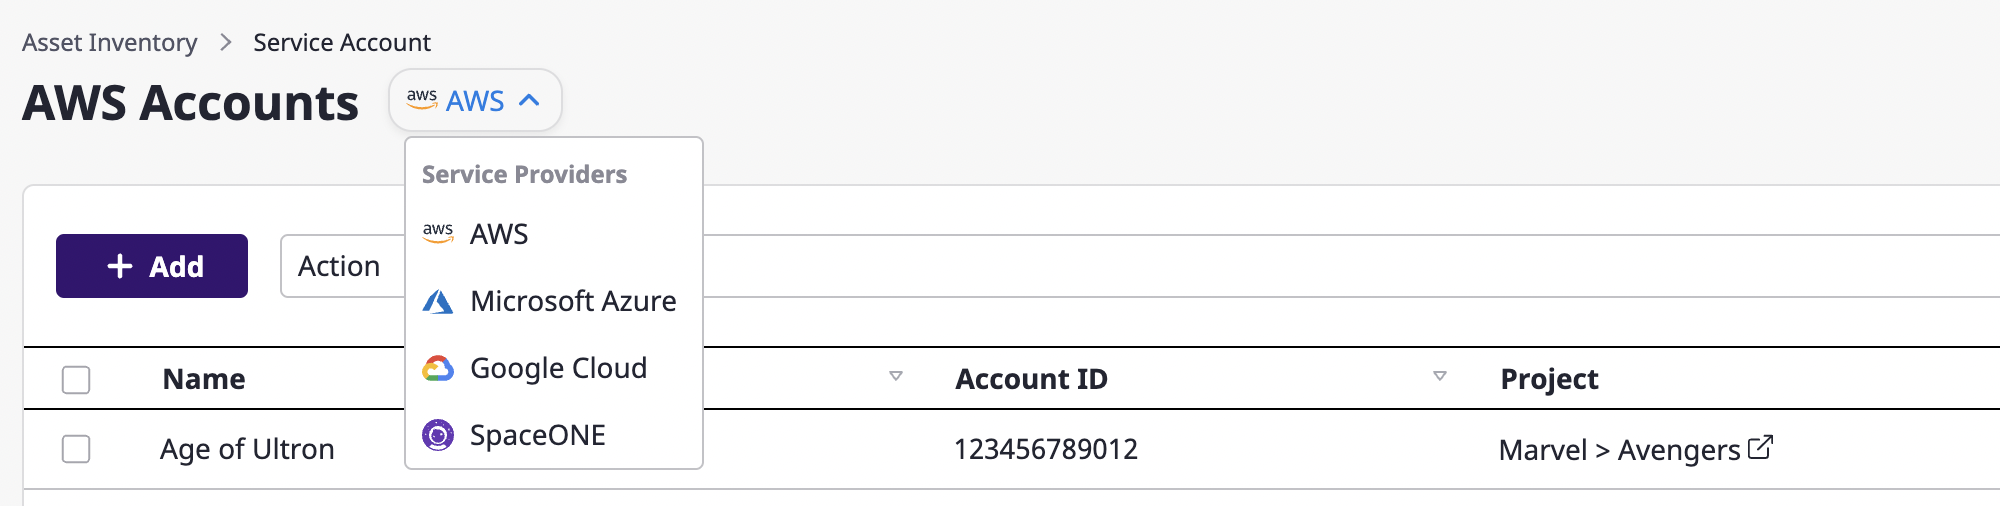 Asset Inventory > Service Account
AWS Accounts
aws AWS
Service Providers
aws AWS
Microsoft Azure
Google Cloud
SpaceONE
+ Add
Action
Name Account ID Project
Age of Ultron 123456789012 Marvel > Avengers